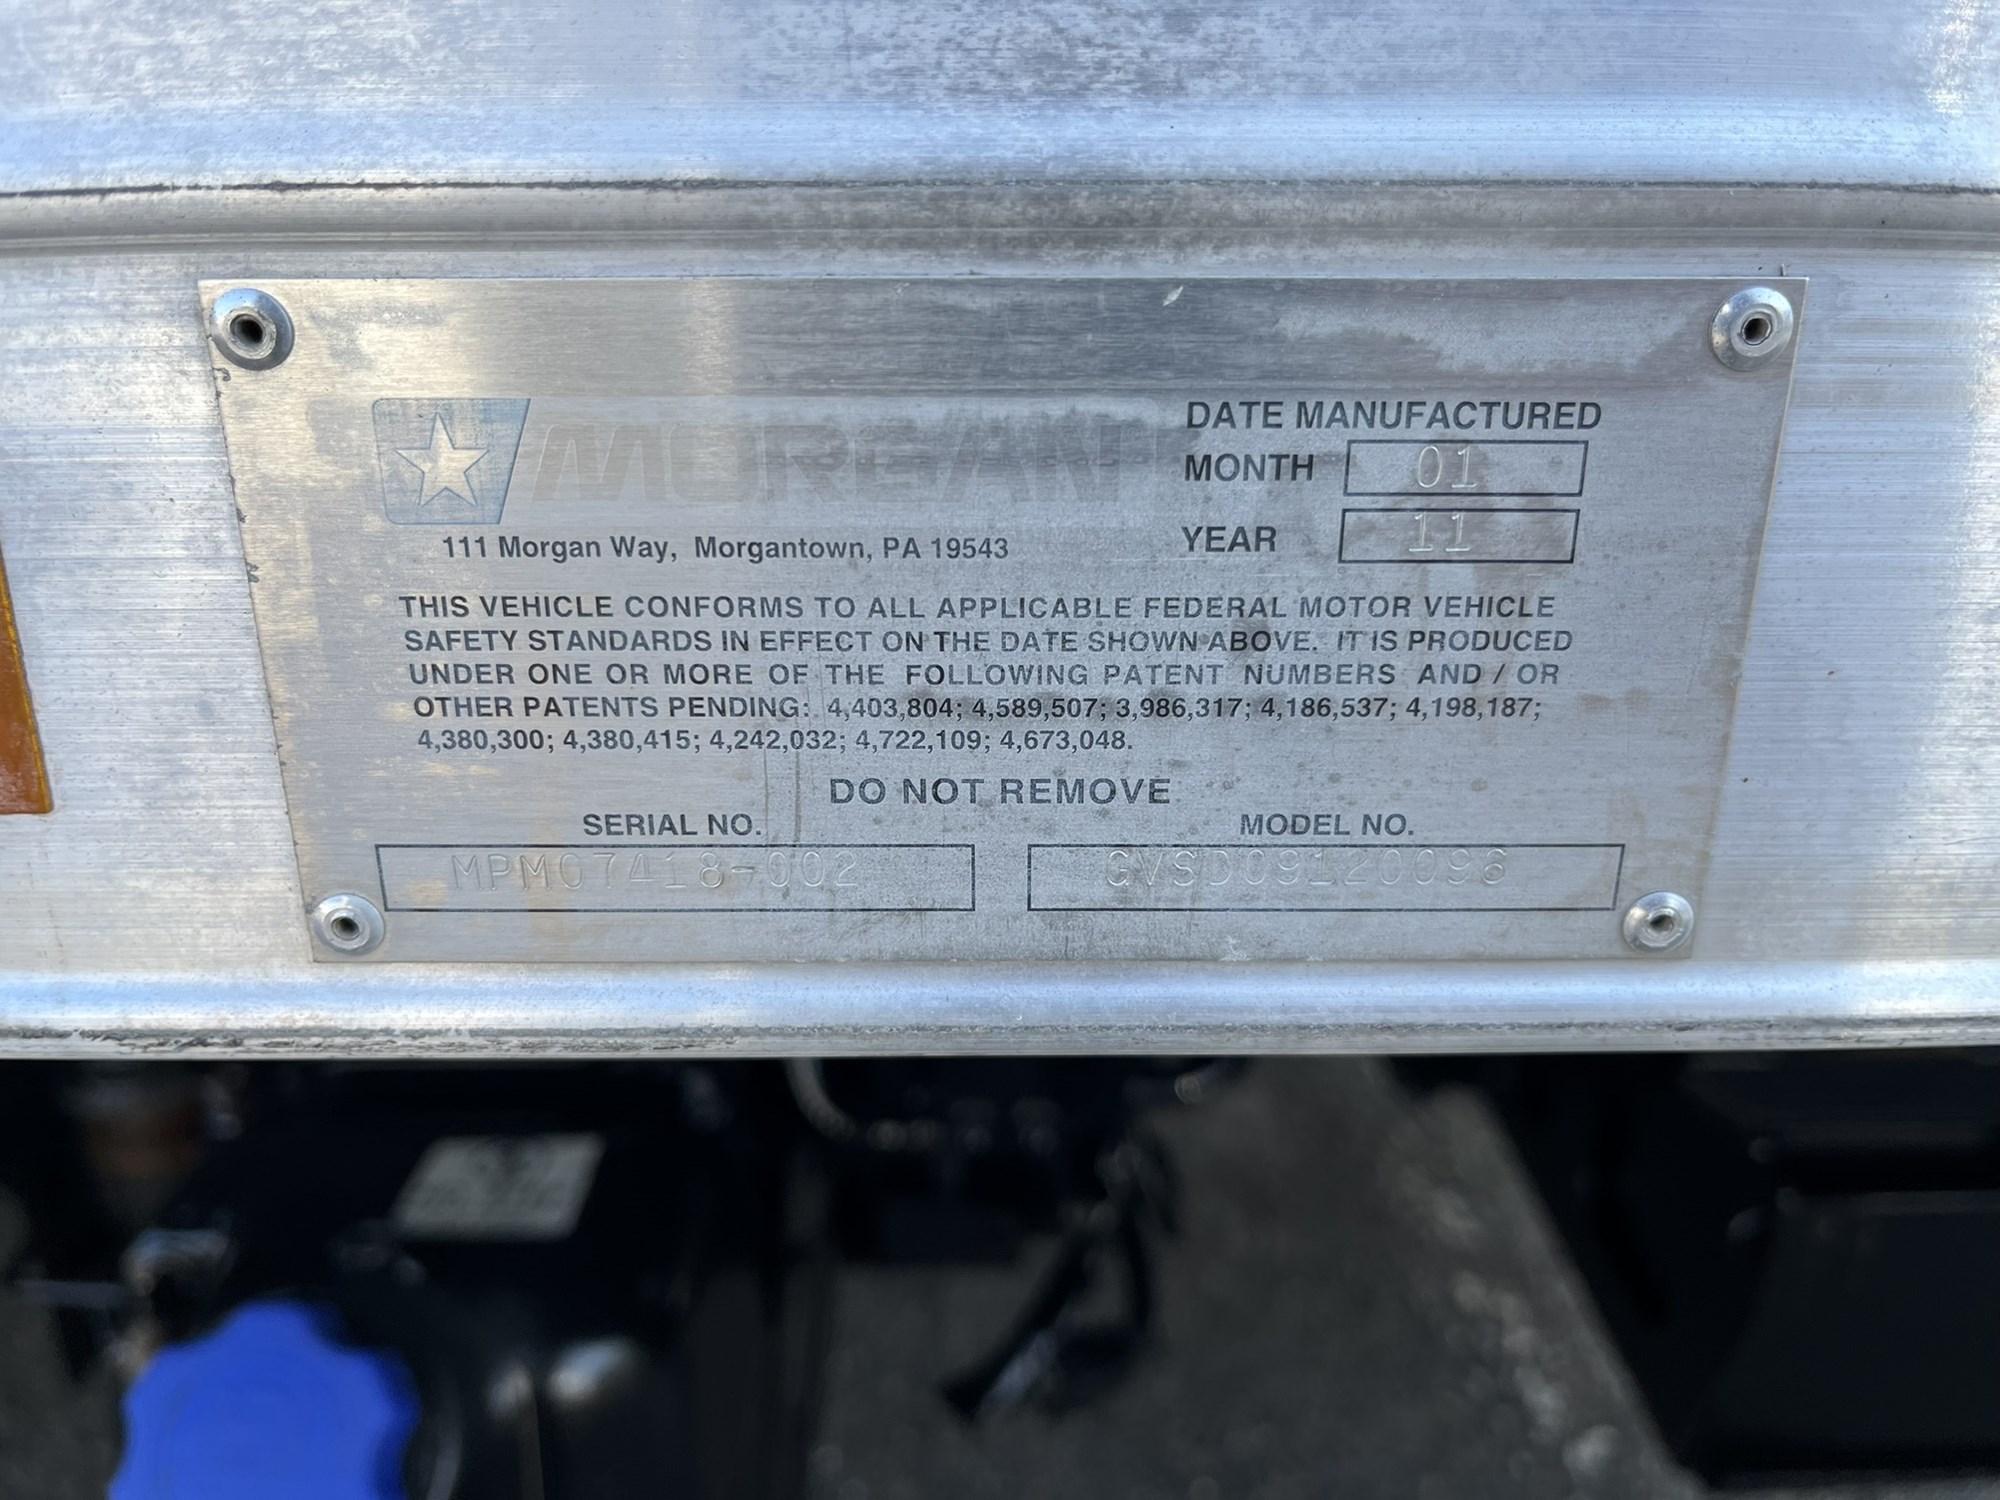 MORGAN
DATE MANUFACTURED
MONTH 01
YEAR 11
111 Morgan Way, Morgantown, PA 19543
THIS VEHICLE CONFORMS TO ALL APPLICABLE FEDERAL MOTOR VEHICLE
SAFETY STANDARDS IN EFFECT ON THE DATE SHOWN ABOVE. IT IS PRODUCED
UNDER ONE OR MORE OF THE FOLLOWING PATENT NUMBERS AND / OR
OTHER PATENTS PENDING: 4,403,804; 4,589,507; 3,986,317; 4,186,537; 4,198,187;
4,380,300; 4,380,415; 4,242,032; 4,722,109; 4,673,048.
DO NOT REMOVE
SERIAL NO. MODEL NO.
MPM07418-002 GVSD09120096